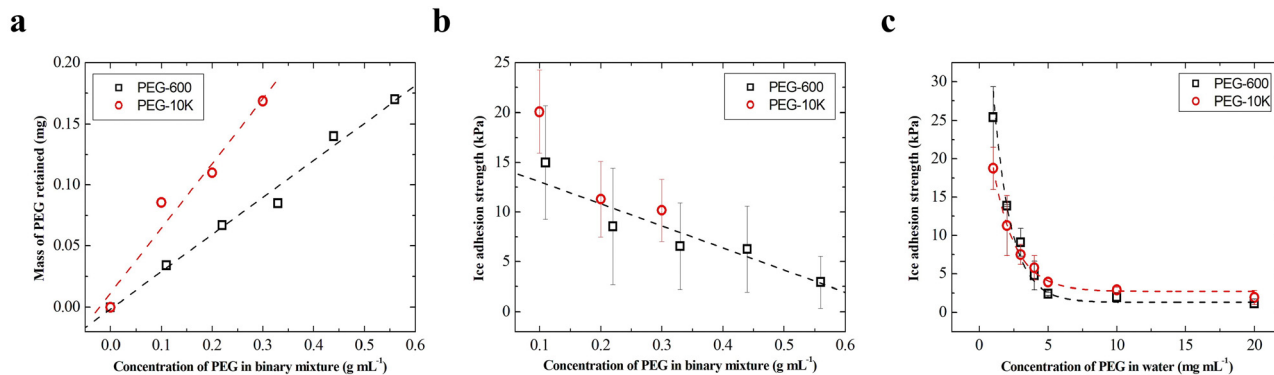 a
0.20
0.15
0.10
0.05
0.00
Mass of PEG retained (mg)
PEG-600
PEG-10K
0.0 0.1 0.2 0.3 0.4 0.5 0.6
Concentration of PEG in binary mixture (g mL⁻¹)
b
25
20
15
10
5
0
Ice adhesion strength (kPa)
PEG-600
PEG-10K
0.1 0.2 0.3 0.4 0.5 0.6
Concentration of PEG in binary mixture (g mL⁻¹)
c
30
25
20
15
10
5
0
Ice adhesion strength (kPa)
PEG-600
PEG-10K
0 5 10 15 20
Concentration of PEG in water (mg mL⁻¹)